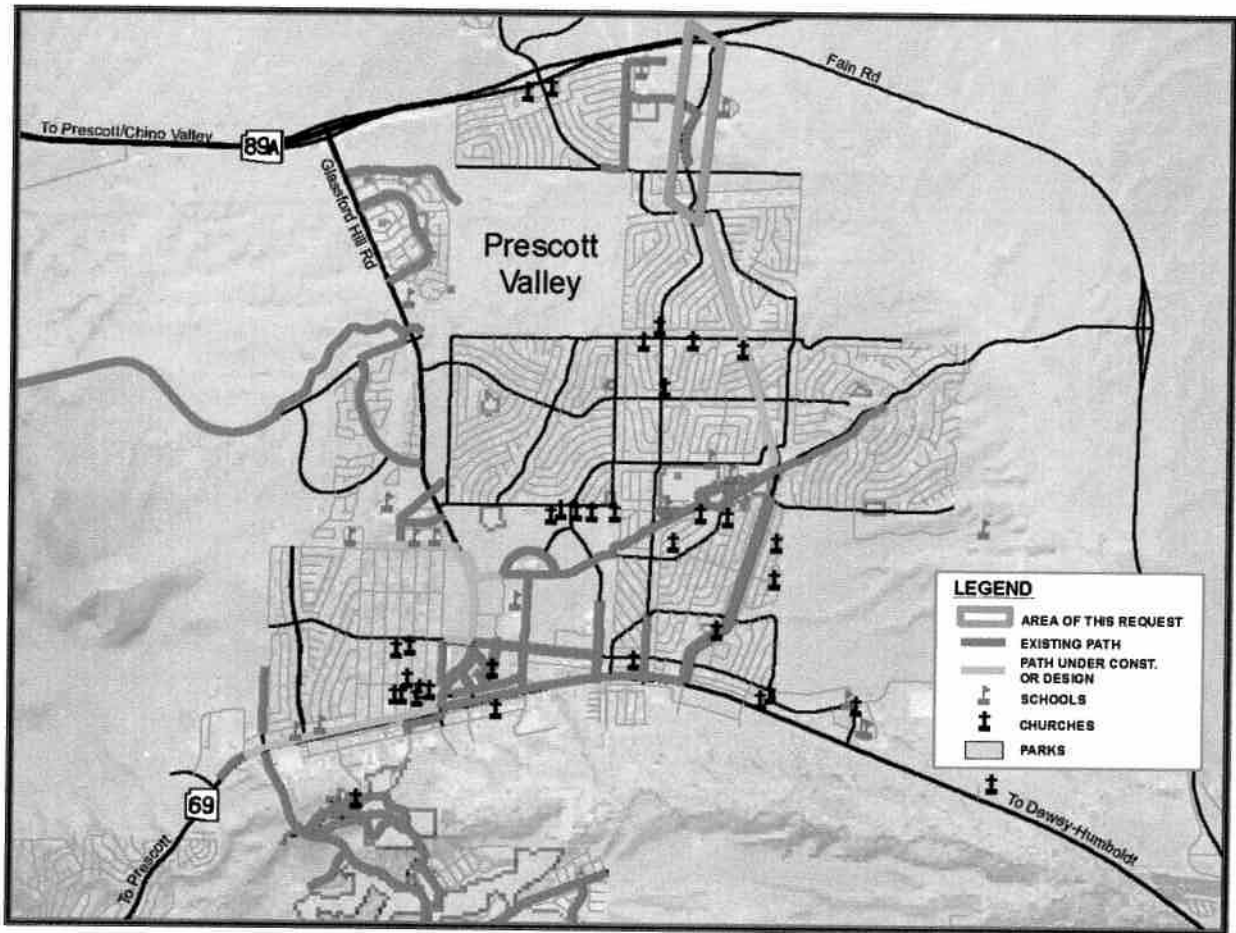 Fain Rd
To Prescott/Chino Valley
89A
Glassford Hill Rd
Prescott
Valley
LEGEND
AREA OF THIS REQUEST
EXISTING PATH
PATH UNDER CONST.
OR DESIGN
SCHOOLS
CHURCHES
PARKS
69
To Prescott
To Dewey-Humboldt